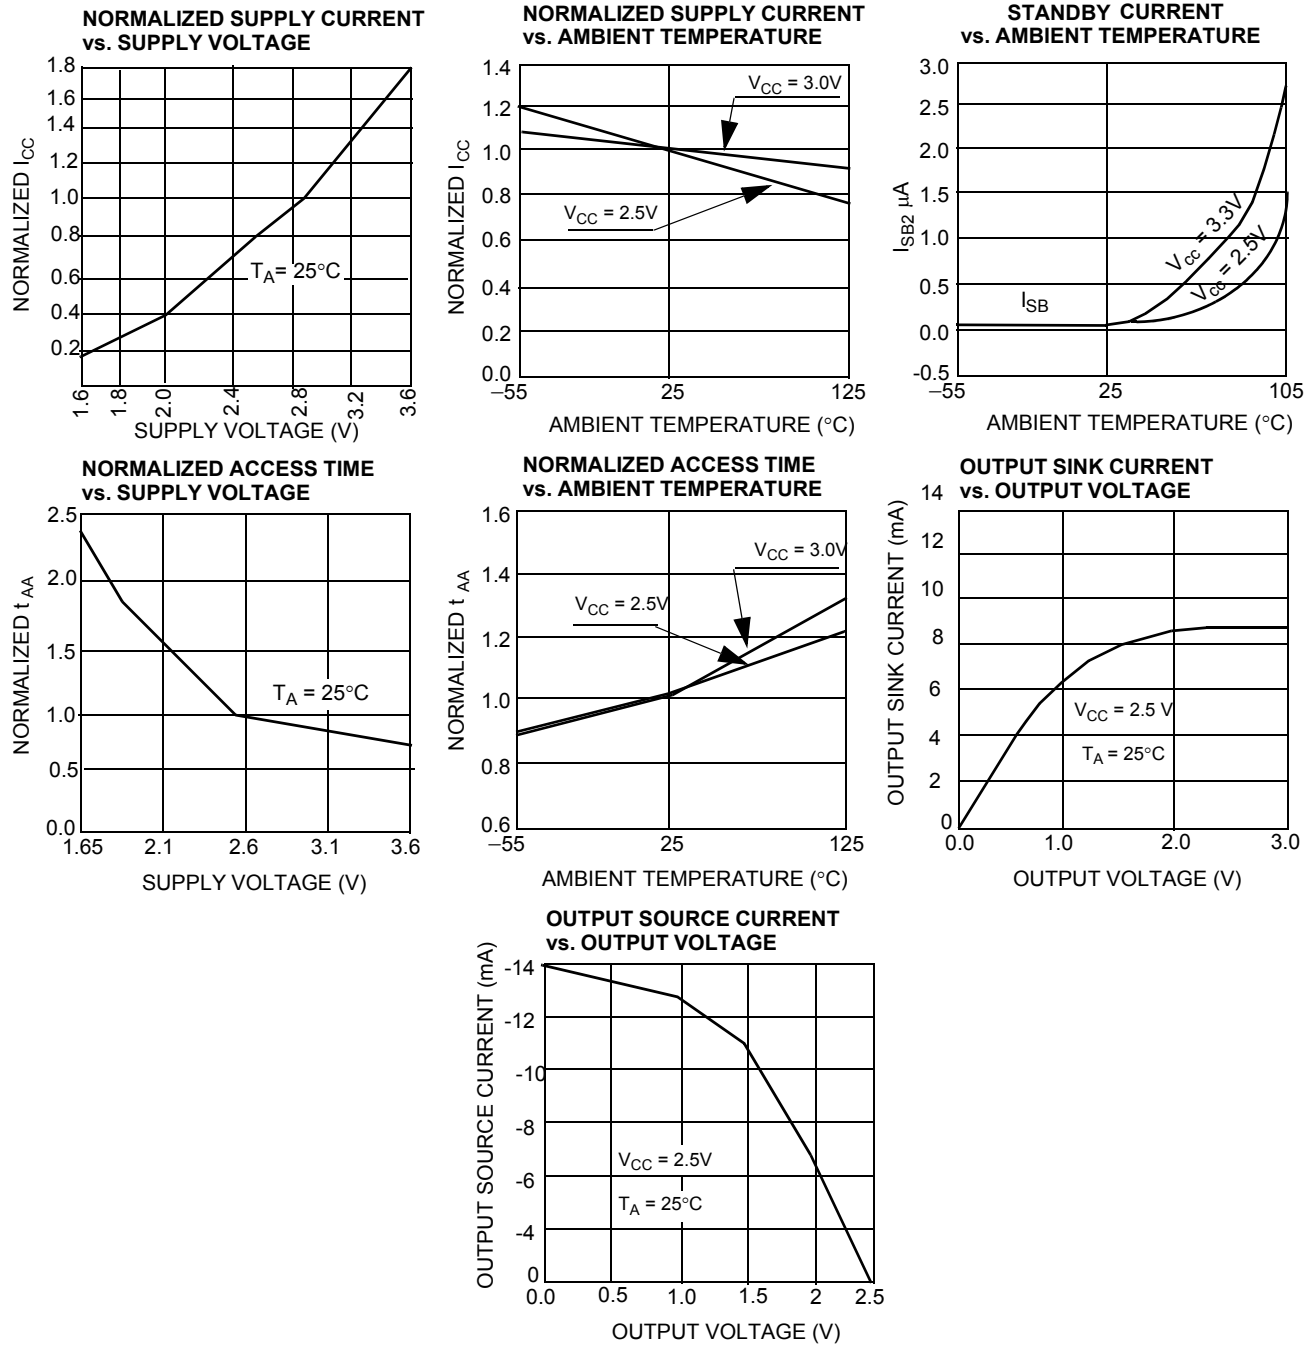 NORMALIZED SUPPLY CURRENT
vs. SUPPLY VOLTAGE
NORMALIZED I_CC
1.8
1.6
1.4
1.2
1.0
0.8
0.6
0.4
0.2
T_A= 25°C
1.6
1.8
2.0
2.4
2.8
3.2
3.6
SUPPLY VOLTAGE (V)
NORMALIZED SUPPLY CURRENT
vs. AMBIENT TEMPERATURE
NORMALIZED I_CC
1.4
1.2
1.0
0.8
0.6
0.4
0.2
0.0
V_CC = 3.0V
V_CC = 2.5V
–55
25
125
AMBIENT TEMPERATURE (°C)
STANDBY CURRENT
vs. AMBIENT TEMPERATURE
I_SB2 µA
3.0
2.5
2.0
1.5
1.0
0.5
0.0
-0.5
V_cc = 3.3V
V_cc = 2.5V
I_SB
–55
25
105
AMBIENT TEMPERATURE (°C)
NORMALIZED ACCESS TIME
vs. SUPPLY VOLTAGE
NORMALIZED t_AA
2.5
2.0
1.5
1.0
0.5
0.0
T_A = 25°C
1.65
2.1
2.6
3.1
3.6
SUPPLY VOLTAGE (V)
NORMALIZED ACCESS TIME
vs. AMBIENT TEMPERATURE
NORMALIZED t_AA
1.6
1.4
1.2
1.0
0.8
0.6
V_CC = 3.0V
V_CC = 2.5V
–55
25
125
AMBIENT TEMPERATURE (°C)
OUTPUT SINK CURRENT
vs. OUTPUT VOLTAGE
OUTPUT SINK CURRENT (mA)
14
12
10
8
6
4
2
0
V_CC = 2.5 V
T_A = 25°C
0.0
1.0
2.0
3.0
OUTPUT VOLTAGE (V)
OUTPUT SOURCE CURRENT
vs. OUTPUT VOLTAGE
OUTPUT SOURCE CURRENT (mA)
-14
-12
-10
-8
-6
-4
0
V_CC = 2.5V
T_A = 25°C
0.0
0.5
1.0
1.5
2
2.5
OUTPUT VOLTAGE (V)